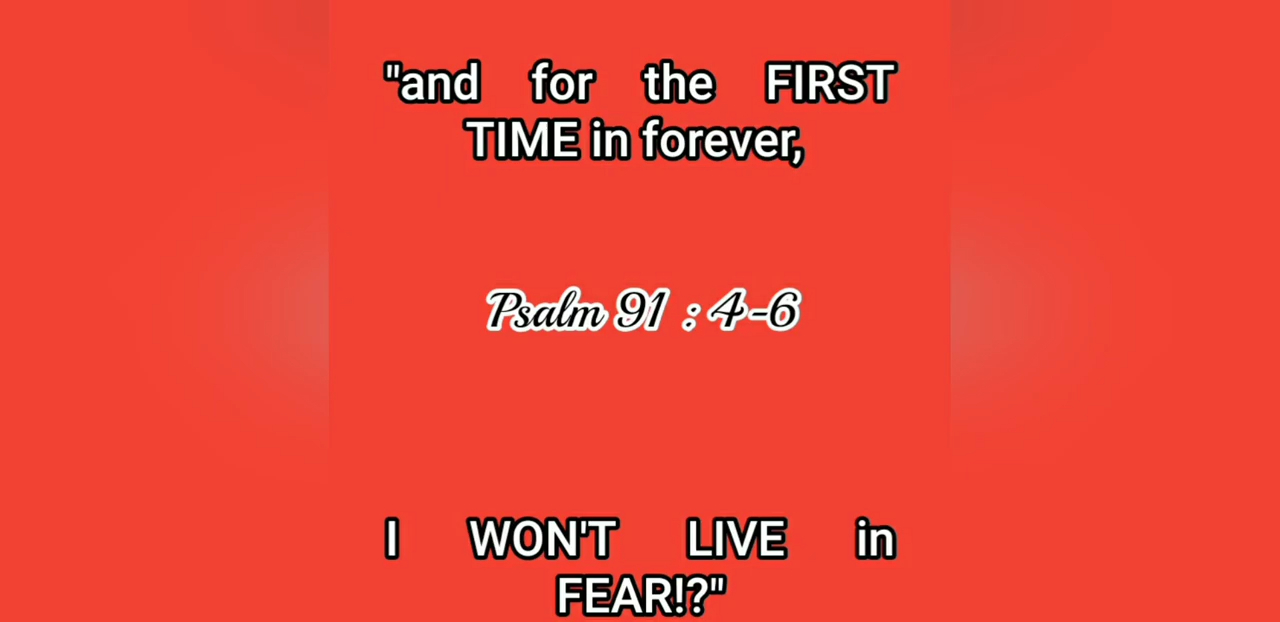 "and for the FIRST
TIME in forever,
Psalm 91 : 4-6
I WON'T LIVE in
FEAR!?"